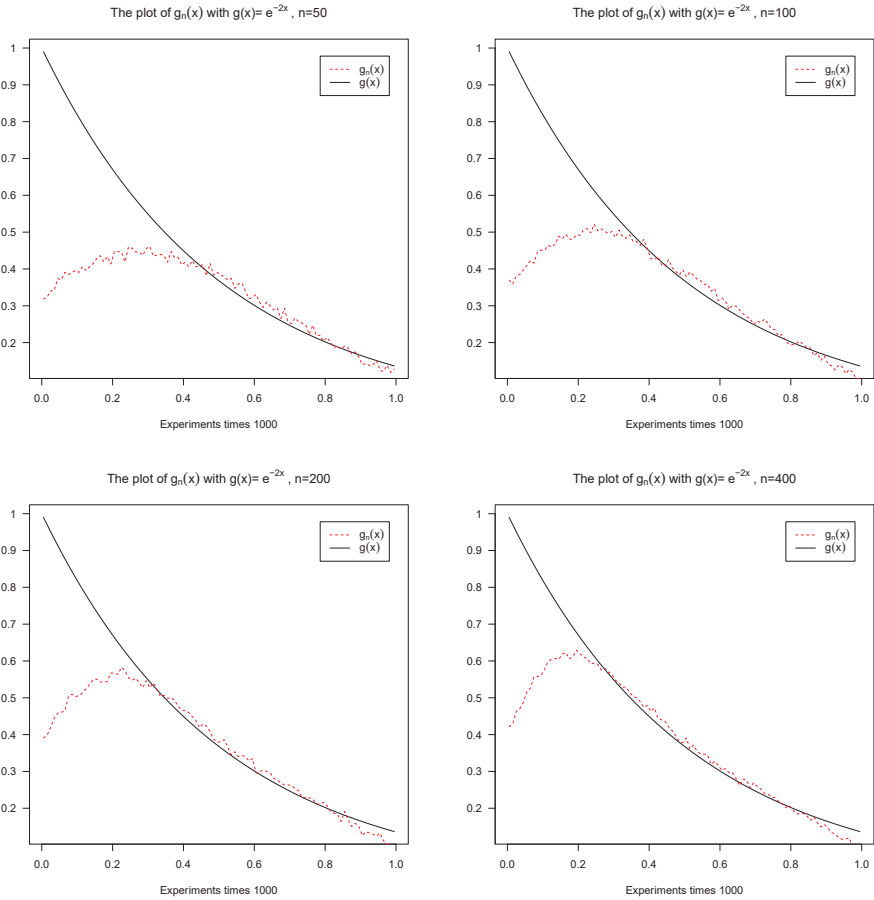 The plot of gₙ(x) with g(x)= e⁻²ˣ , n=50
1
0.9
0.8
0.7
0.6
0.5
0.4
0.3
0.2
gₙ(x)
g(x)
0.0 0.2 0.4 0.6 0.8 1.0
Experiments times 1000
The plot of gₙ(x) with g(x)= e⁻²ˣ , n=100
1
0.9
0.8
0.7
0.6
0.5
0.4
0.3
0.2
gₙ(x)
g(x)
0.0 0.2 0.4 0.6 0.8 1.0
Experiments times 1000
The plot of gₙ(x) with g(x)= e⁻²ˣ , n=200
1
0.9
0.8
0.7
0.6
0.5
0.4
0.3
0.2
gₙ(x)
g(x)
0.0 0.2 0.4 0.6 0.8 1.0
Experiments times 1000
The plot of gₙ(x) with g(x)= e⁻²ˣ , n=400
1
0.9
0.8
0.7
0.6
0.5
0.4
0.3
0.2
gₙ(x)
g(x)
0.0 0.2 0.4 0.6 0.8 1.0
Experiments times 1000